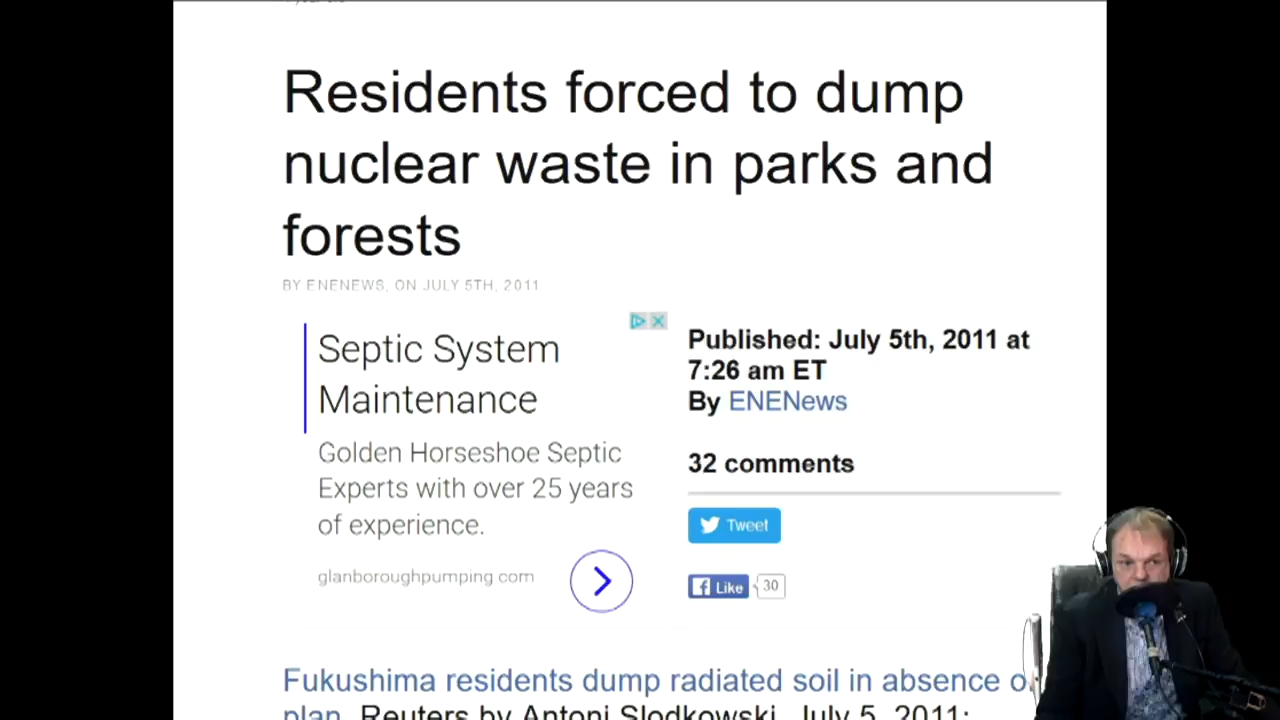 Residents forced to dump
nuclear waste in parks and
forests
BY ENENEWS, ON JULY 5TH, 2011
Septic System
Maintenance
Golden Horseshoe Septic
Experts with over 25 years
of experience.
glanboroughpumping.com
Published: July 5th, 2011 at
7:26 am ET
By ENENews
32 comments
Tweet
Like 30
Fukushima residents dump radiated soil in absence
plan, Reuters by Antoni Slodkowski, July 5, 2011: